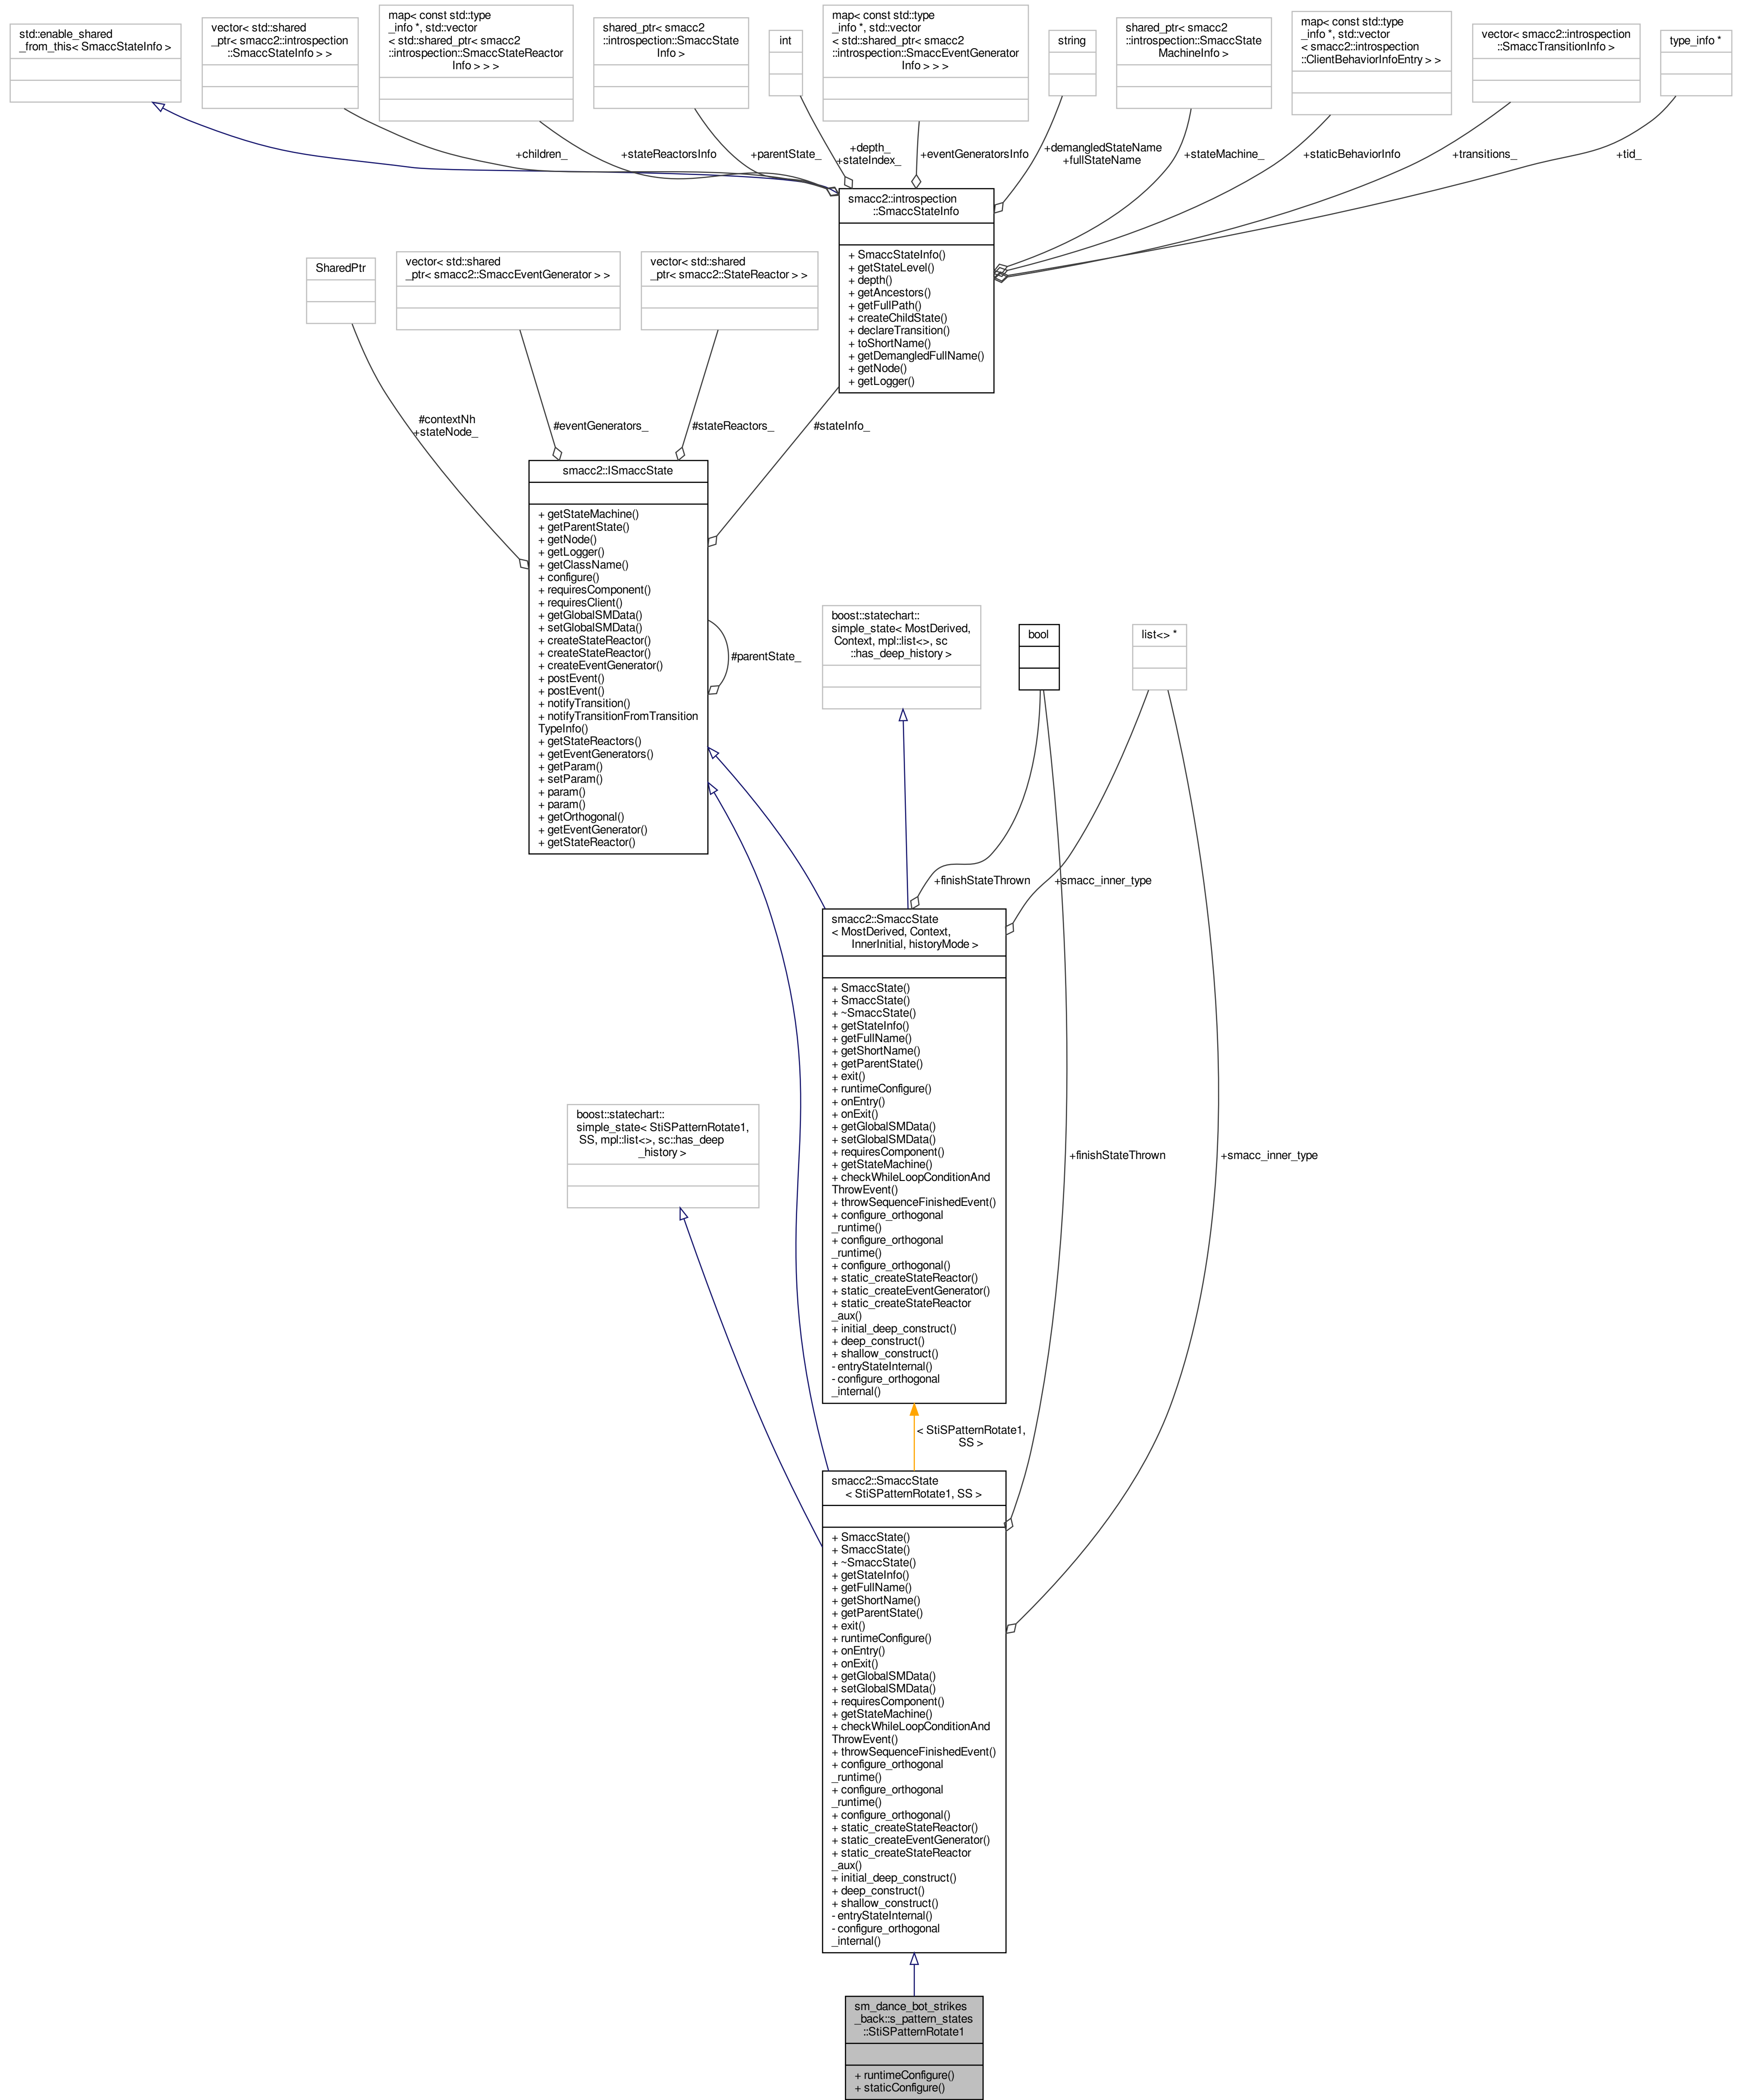 std::enable_shared
_from_this< SmaccStateInfo >
vector< std::shared
_ptr< smacc2::introspection
::SmaccStateInfo > >
map< const std::type
_info *, std::vector
< std::shared_ptr< smacc2
::introspection::SmaccStateReactor
Info > > >
shared_ptr< smacc2
::introspection::SmaccState
Info >
int
map< const std::type
_info *, std::vector
< std::shared_ptr< smacc2
::introspection::SmaccEventGenerator
Info > > >
string
shared_ptr< smacc2
::introspection::SmaccState
MachineInfo >
map< const std::type
_info *, std::vector
< smacc2::introspection
::ClientBehaviorInfoEntry > >
vector< smacc2::introspection
::SmaccTransitionInfo >
type_info *
+children_
+stateReactorsInfo
+parentState_
+depth_
+stateIndex_
+eventGeneratorsInfo
+demangledStateName
+fullStateName
+stateMachine_
+staticBehaviorInfo
+transitions_
+tid_
smacc2::introspection
::SmaccStateInfo
+ SmaccStateInfo()
+ getStateLevel()
+ depth()
+ getAncestors()
+ getFullPath()
+ createChildState()
+ declareTransition()
+ toShortName()
+ getDemangledFullName()
+ getNode()
+ getLogger()
SharedPtr
vector< std::shared
_ptr< smacc2::SmaccEventGenerator > >
vector< std::shared
_ptr< smacc2::StateReactor > >
#contextNh
+stateNode_
#eventGenerators_
#stateReactors_
#stateInfo_
smacc2::ISmaccState
+ getStateMachine()
+ getParentState()
+ getNode()
+ getLogger()
+ getClassName()
+ configure()
+ requiresComponent()
+ requiresClient()
+ getGlobalSMData()
+ setGlobalSMData()
+ createStateReactor()
+ createStateReactor()
+ createEventGenerator()
+ postEvent()
+ postEvent()
+ notifyTransition()
+ notifyTransitionFromTransition
TypeInfo()
+ getStateReactors()
+ getEventGenerators()
+ getParam()
+ setParam()
+ param()
+ param()
+ getOrthogonal()
+ getEventGenerator()
+ getStateReactor()
#parentState_
boost::statechart::
simple_state< MostDerived,
Context, mpl::list<>, sc
::has_deep_history >
bool
list<> *
+finishStateThrown
+smacc_inner_type
smacc2::SmaccState
< MostDerived, Context,
InnerInitial, historyMode >
+ SmaccState()
+ SmaccState()
+ ~SmaccState()
+ getStateInfo()
+ getFullName()
+ getShortName()
+ getParentState()
+ exit()
+ runtimeConfigure()
+ onEntry()
+ onExit()
+ getGlobalSMData()
+ setGlobalSMData()
+ requiresComponent()
+ getStateMachine()
+ checkWhileLoopConditionAnd
ThrowEvent()
+ throwSequenceFinishedEvent()
+ configure_orthogonal
_runtime()
+ configure_orthogonal
_runtime()
+ configure_orthogonal()
+ static_createStateReactor()
+ static_createEventGenerator()
+ static_createStateReactor
_aux()
+ initial_deep_construct()
+ deep_construct()
+ shallow_construct()
- entryStateInternal()
- configure_orthogonal
_internal()
boost::statechart::
simple_state< StiSPatternRotate1,
SS, mpl::list<>, sc::has_deep
_history >
+finishStateThrown
+smacc_inner_type
< StiSPatternRotate1,
SS >
smacc2::SmaccState
< StiSPatternRotate1, SS >
+ SmaccState()
+ SmaccState()
+ ~SmaccState()
+ getStateInfo()
+ getFullName()
+ getShortName()
+ getParentState()
+ exit()
+ runtimeConfigure()
+ onEntry()
+ onExit()
+ getGlobalSMData()
+ setGlobalSMData()
+ requiresComponent()
+ getStateMachine()
+ checkWhileLoopConditionAnd
ThrowEvent()
+ throwSequenceFinishedEvent()
+ configure_orthogonal
_runtime()
+ configure_orthogonal
_runtime()
+ configure_orthogonal()
+ static_createStateReactor()
+ static_createEventGenerator()
+ static_createStateReactor
_aux()
+ initial_deep_construct()
+ deep_construct()
+ shallow_construct()
- entryStateInternal()
- configure_orthogonal
_internal()
sm_dance_bot_strikes
_back::s_pattern_states
::StiSPatternRotate1
+ runtimeConfigure()
+ staticConfigure()